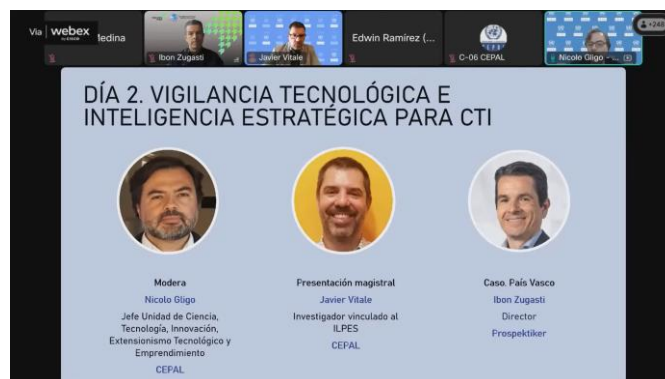 Via webex
by CISCO
Medina
Ibon Zugasti
Javier Vitale
Edwin Ramírez (...
C-06 CEPAL
Nicolo Gligo - ...
+248
DÍA 2. VIGILANCIA TECNOLÓGICA E
INTELIGENCIA ESTRATÉGICA PARA CTI
Modera
Nicolo Gligo
Jefe Unidad de Ciencia,
Tecnología, Innovación,
Extensionismo Tecnológico y
Emprendimiento
CEPAL
Presentación magistral
Javier Vitale
Investigador vinculado al
ILPES
CEPAL
Caso. País Vasco
Ibon Zugasti
Director
Prospektiker